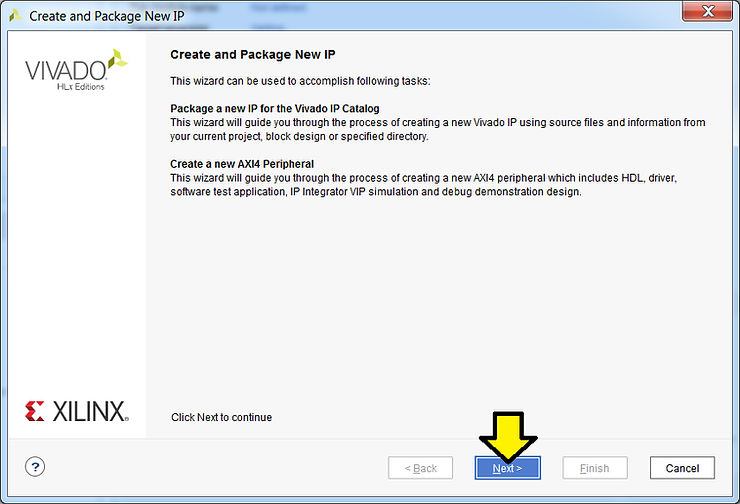 Create and Package New IP
VIVADO
HLx Editions
Create and Package New IP
This wizard can be used to accomplish following tasks:
Package a new IP for the Vivado IP Catalog
This wizard will guide you through the process of creating a new Vivado IP using source files and information from
your current project, block design or specified directory.
Create a new AXI4 Peripheral
This wizard will guide you through the process of creating a new AXI4 peripheral which includes HDL, driver,
software test application, IP Integrator VIP simulation and debug demonstration design.
XILINX
Click Next to continue
?
< Back
Next >
Finish
Cancel